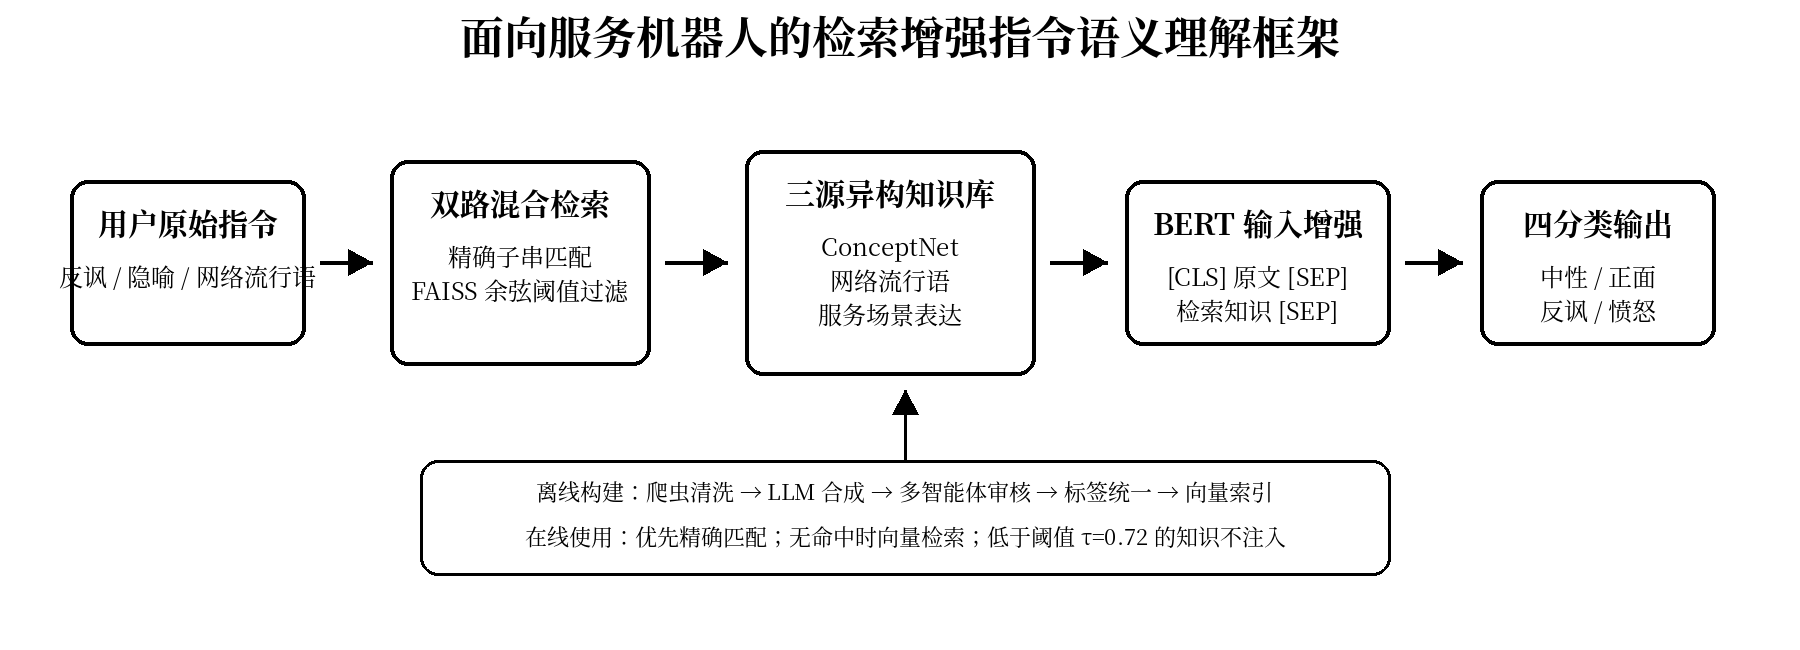 面向服务机器人的检索增强指令语义理解框架
用户原始指令
反讽 / 隐喻 / 网络流行语
双路混合检索
精确子串匹配
FAISS 余弦阈值过滤
三源异构知识库
ConceptNet
网络流行语
服务场景表达
BERT 输入增强
[CLS] 原文 [SEP]
检索知识 [SEP]
四分类输出
中性 / 正面
反讽 / 愤怒
离线构建：爬虫清洗 → LLM 合成 → 多智能体审核 → 标签统一 → 向量索引
在线使用：优先精确匹配；无命中时向量检索；低于阈值 τ=0.72 的知识不注入